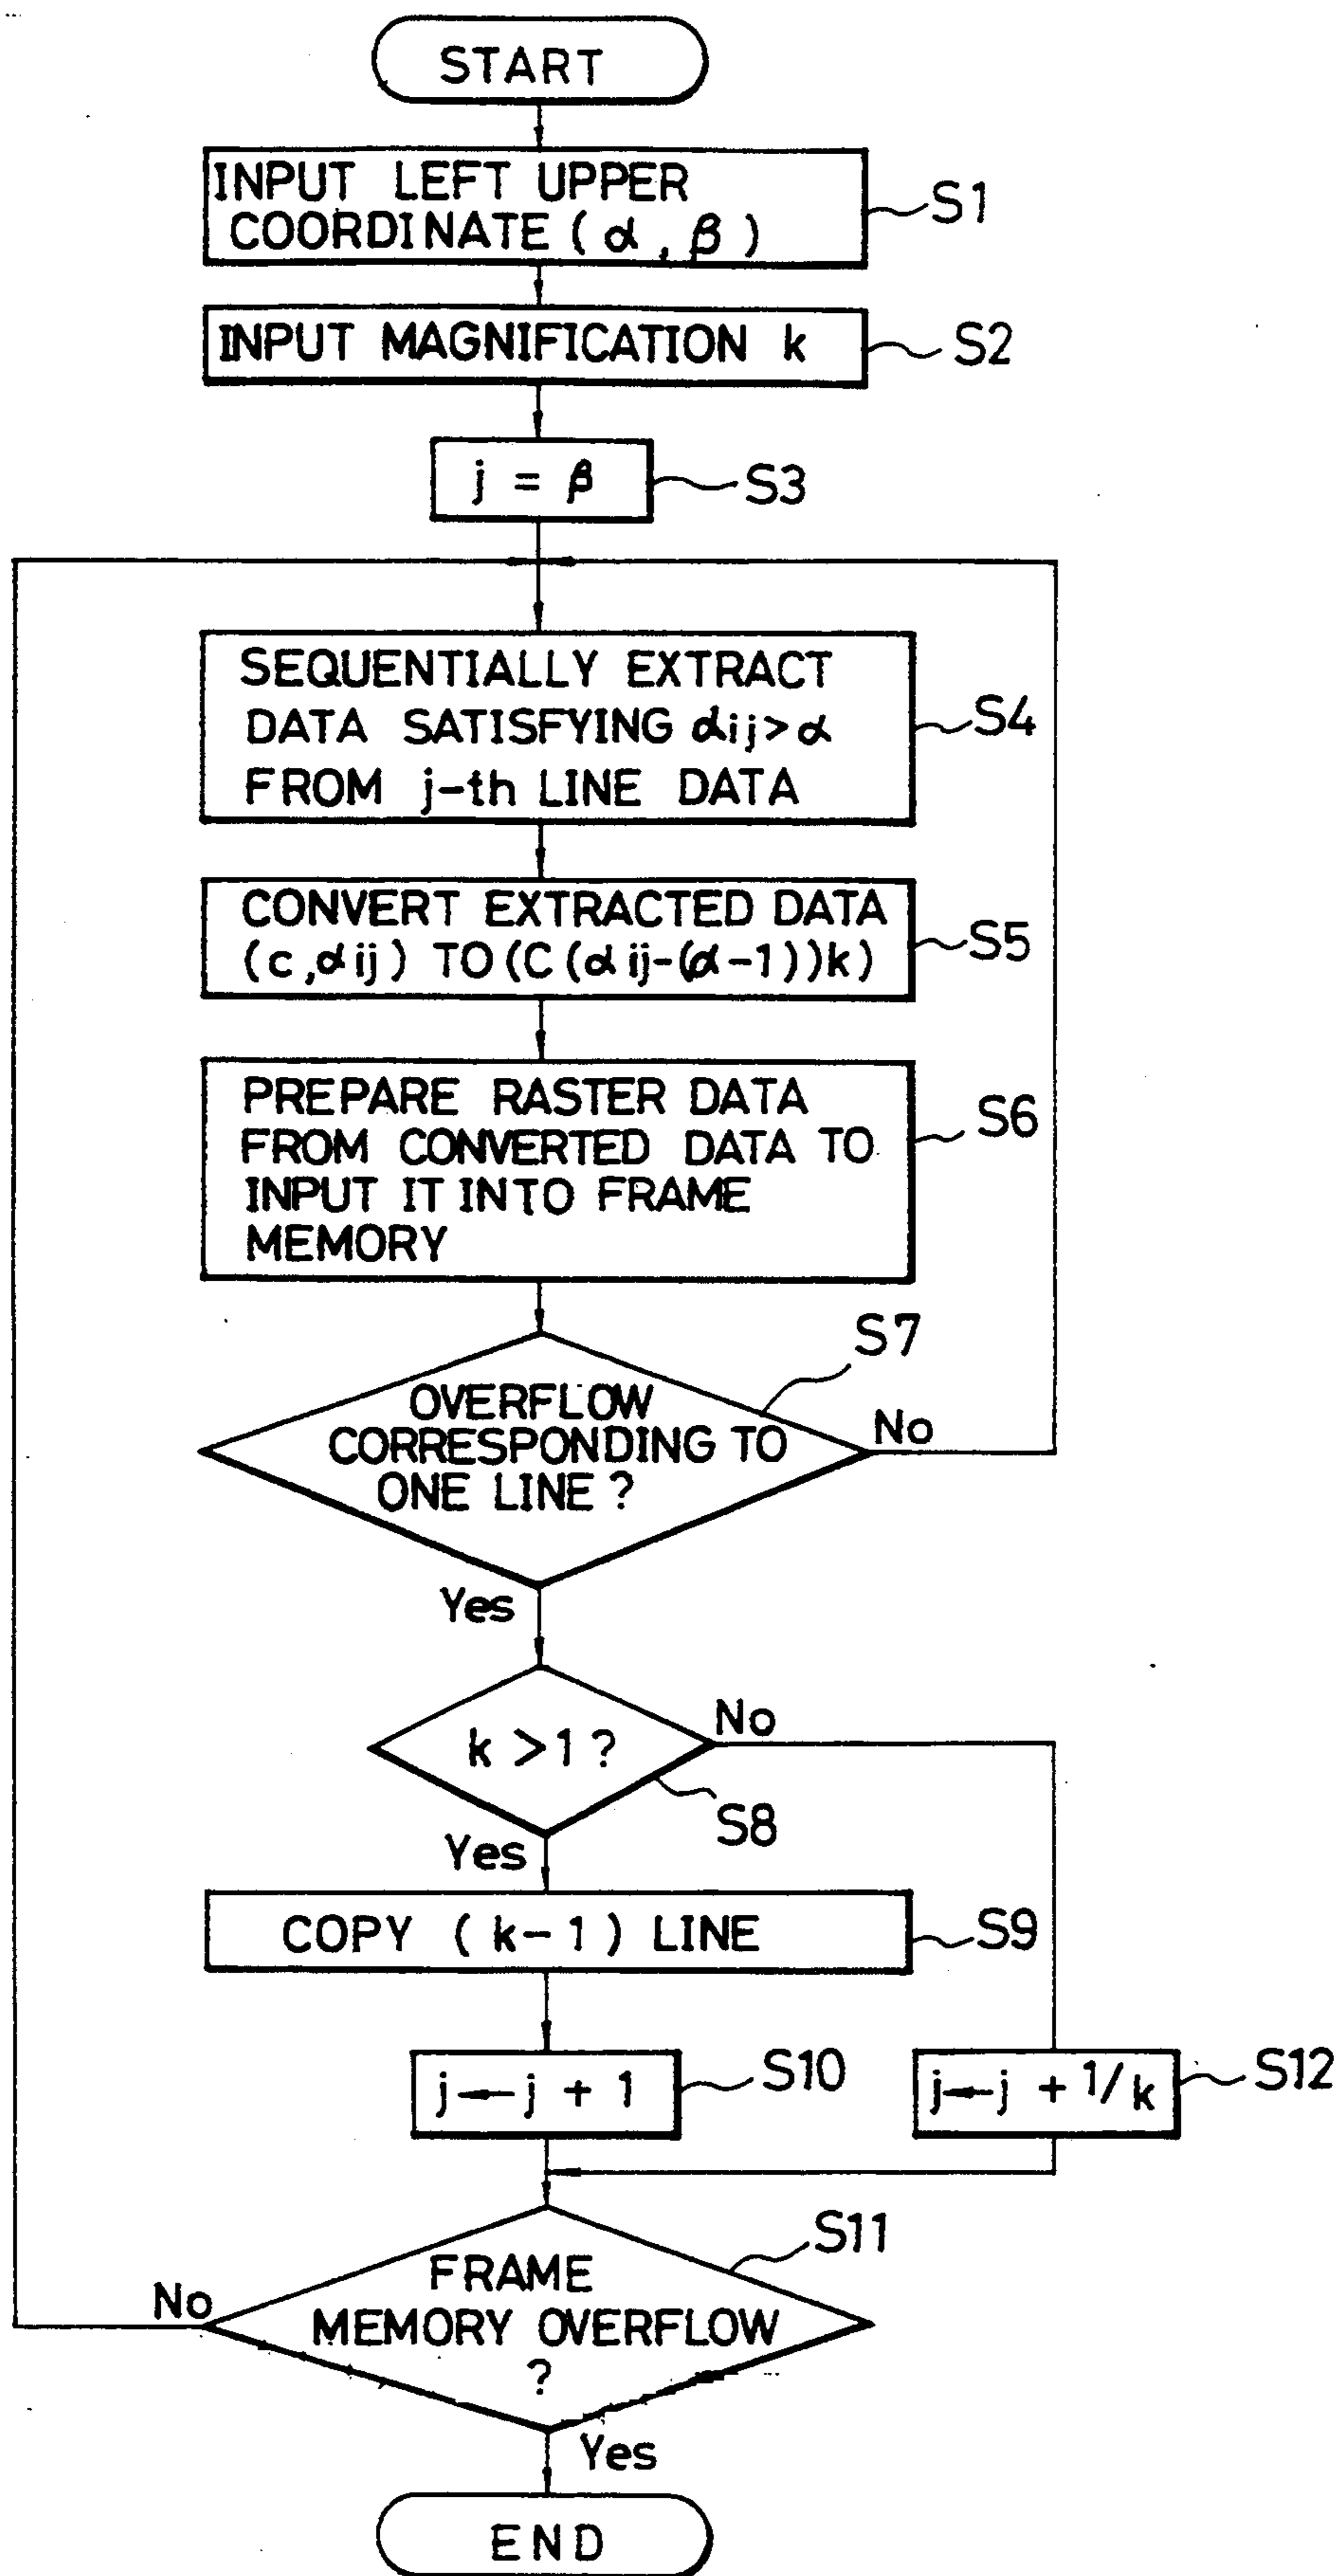 START
INPUT LEFT UPPER
COORDINATE (α, β)
S1
INPUT MAGNIFICATION k
S2
j = β
S3
SEQUENTIALLY EXTRACT
DATA SATISFYING αij>α
FROM j-th LINE DATA
S4
CONVERT EXTRACTED DATA
(c,αij) TO (C(αij-(α-1))k)
S5
PREPARE RASTER DATA
FROM CONVERTED DATA TO
INPUT IT INTO FRAME
MEMORY
S6
S7
OVERFLOW
CORRESPONDING TO
ONE LINE ?
No
Yes
k >1 ?
No
S8
Yes
COPY (k-1) LINE
S9
j←j + 1
S10
j←j + 1/k
S12
S11
FRAME
MEMORY OVERFLOW
?
No
Yes
END